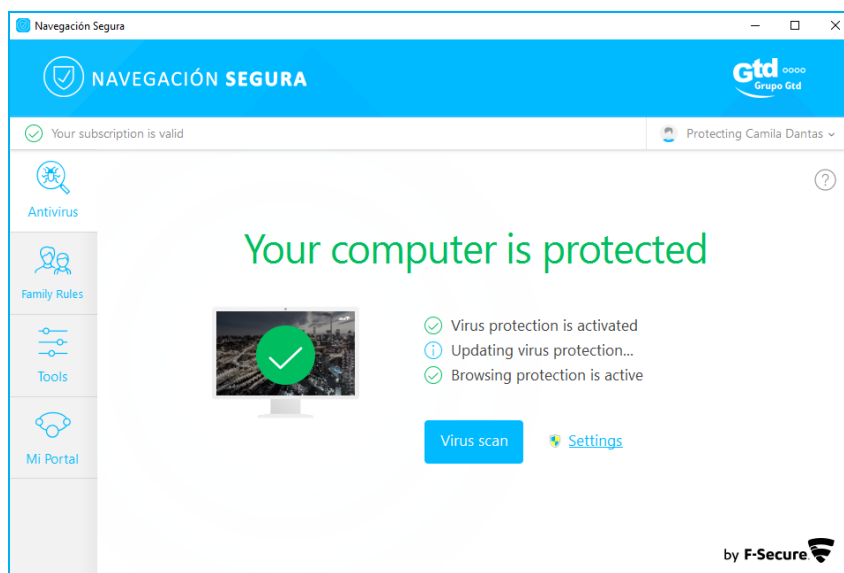 Navegación Segura
NAVEGACIÓN SEGURA
Gtd
Grupo Gtd
Your subscription is valid
Protecting Camila Dantas
Antivirus
Family Rules
Tools
Mi Portal
?
Your computer is protected
Virus protection is activated
Updating virus protection...
Browsing protection is active
Virus scan
Settings
by F-Secure.